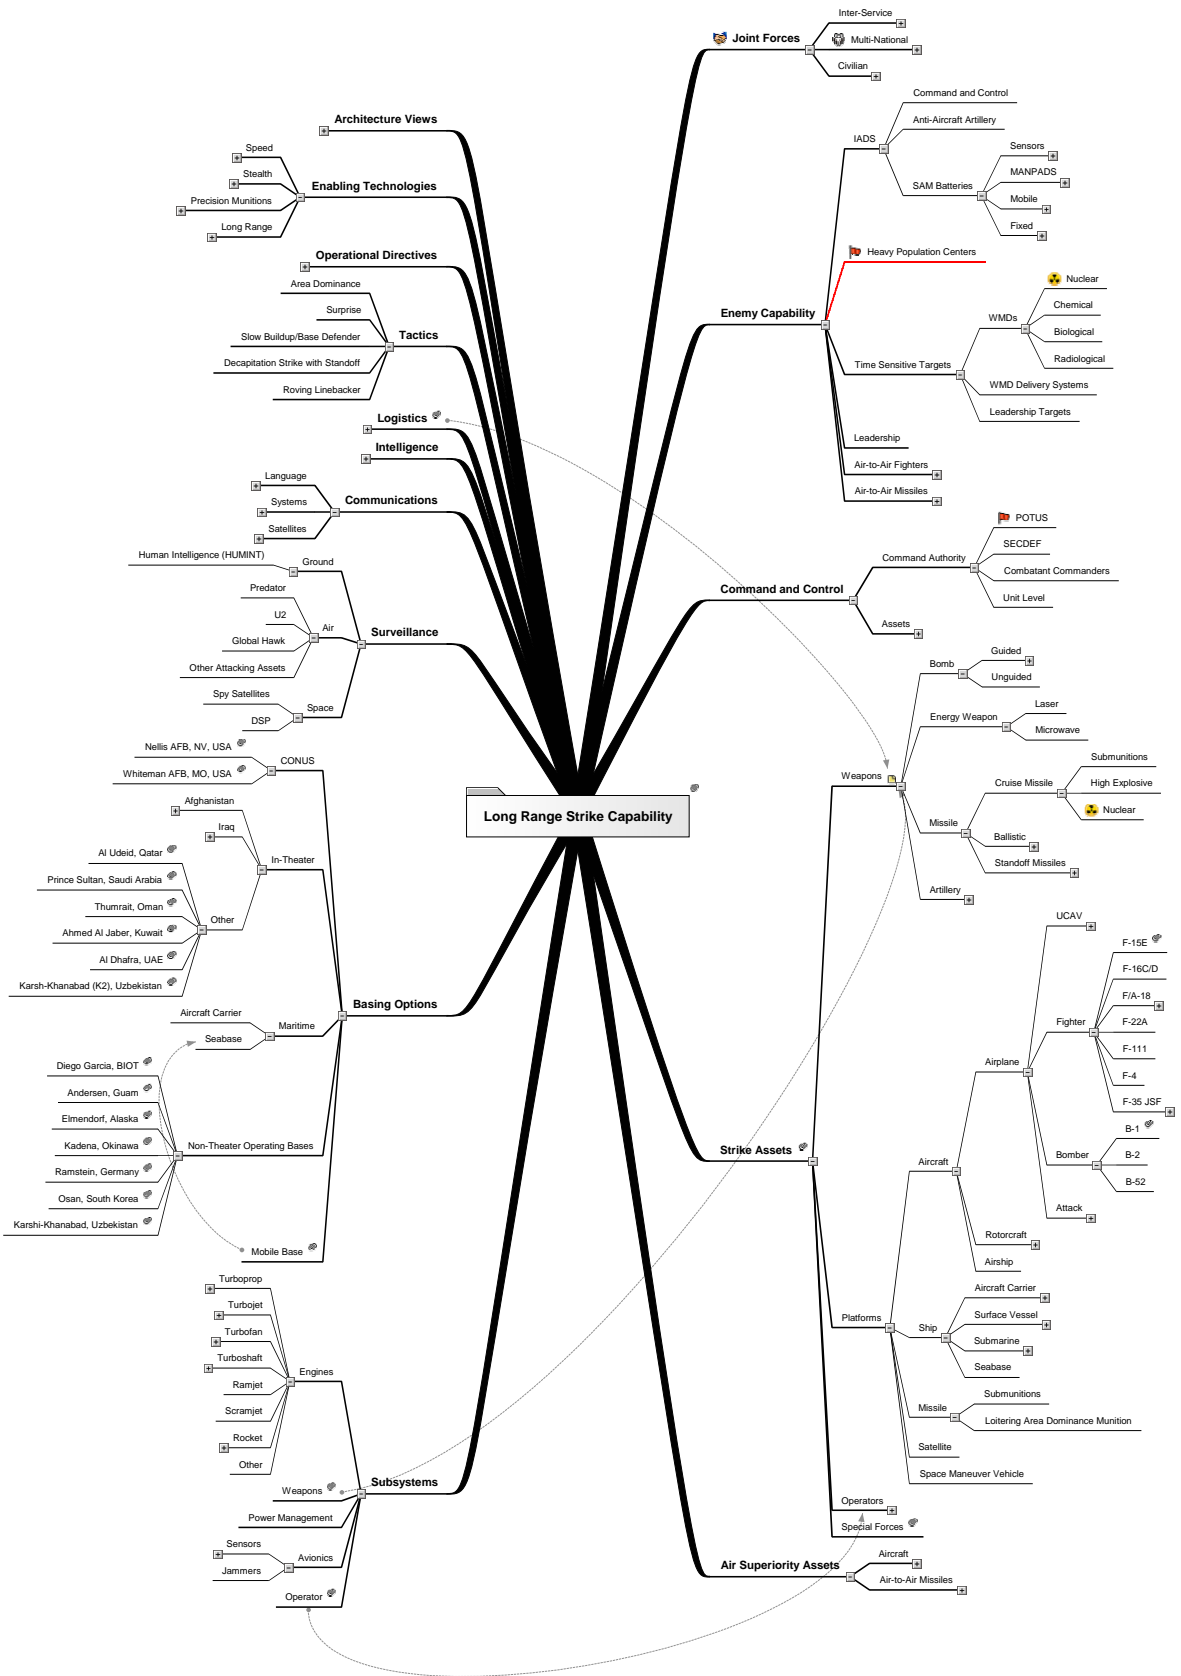 Long Range Strike Capability
Joint Forces
Inter-Service
Multi-National
Civilian
Enemy Capability
IADS
Command and Control
Anti-Aircraft Artillery
SAM Batteries
Sensors
MANPADS
Mobile
Fixed
Heavy Population Centers
Time Sensitive Targets
WMDs
Nuclear
Chemical
Biological
Radiological
WMD Delivery Systems
Leadership Targets
Leadership
Air-to-Air Fighters
Air-to-Air Missiles
Command and Control
Command Authority
POTUS
SECDEF
Combatant Commanders
Unit Level
Assets
Strike Assets
Weapons
Bomb
Guided
Unguided
Energy Weapon
Laser
Microwave
Missile
Cruise Missile
Submunitions
High Explosive
Nuclear
Ballistic
Standoff Missiles
Artillery
Platforms
Aircraft
Airplane
UCAV
Fighter
F-15E
F-16C/D
F/A-18
F-22A
F-111
F-4
F-35 JSF
Bomber
B-1
B-2
B-52
Attack
Rotorcraft
Airship
Ship
Aircraft Carrier
Surface Vessel
Submarine
Seabase
Missile
Submunitions
Loitering Area Dominance Munition
Satellite
Space Maneuver Vehicle
Operators
Special Forces
Air Superiority Assets
Aircraft
Air-to-Air Missiles
Architecture Views
Enabling Technologies
Speed
Stealth
Precision Munitions
Long Range
Operational Directives
Tactics
Area Dominance
Surprise
Slow Buildup/Base Defender
Decapitation Strike with Standoff
Roving Linebacker
Logistics
Intelligence
Communications
Language
Systems
Satellites
Surveillance
Ground
Human Intelligence (HUMINT)
Air
Predator
U2
Global Hawk
Other Attacking Assets
Space
Spy Satellites
DSP
Basing Options
CONUS
Nellis AFB, NV, USA
Whiteman AFB, MO, USA
In-Theater
Afghanistan
Iraq
Other
Al Udeid, Qatar
Prince Sultan, Saudi Arabia
Thumrait, Oman
Ahmed Al Jaber, Kuwait
Al Dhafra, UAE
Karsh-Khanabad (K2), Uzbekistan
Maritime
Aircraft Carrier
Seabase
Non-Theater Operating Bases
Diego Garcia, BIOT
Andersen, Guam
Elmendorf, Alaska
Kadena, Okinawa
Ramstein, Germany
Osan, South Korea
Karshi-Khanabad, Uzbekistan
Mobile Base
Subsystems
Engines
Turboprop
Turbojet
Turbofan
Turboshaft
Ramjet
Scramjet
Rocket
Other
Weapons
Power Management
Avionics
Sensors
Jammers
Operator